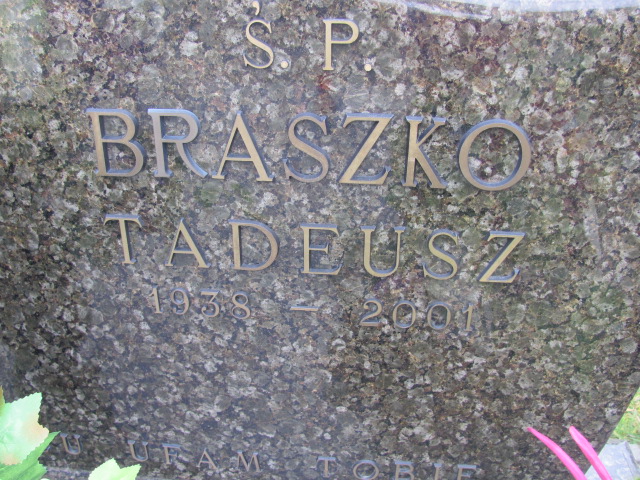 Ś. P.
BRASZKO
TADEUSZ
1938 – 2001
U UFAM TOBIE